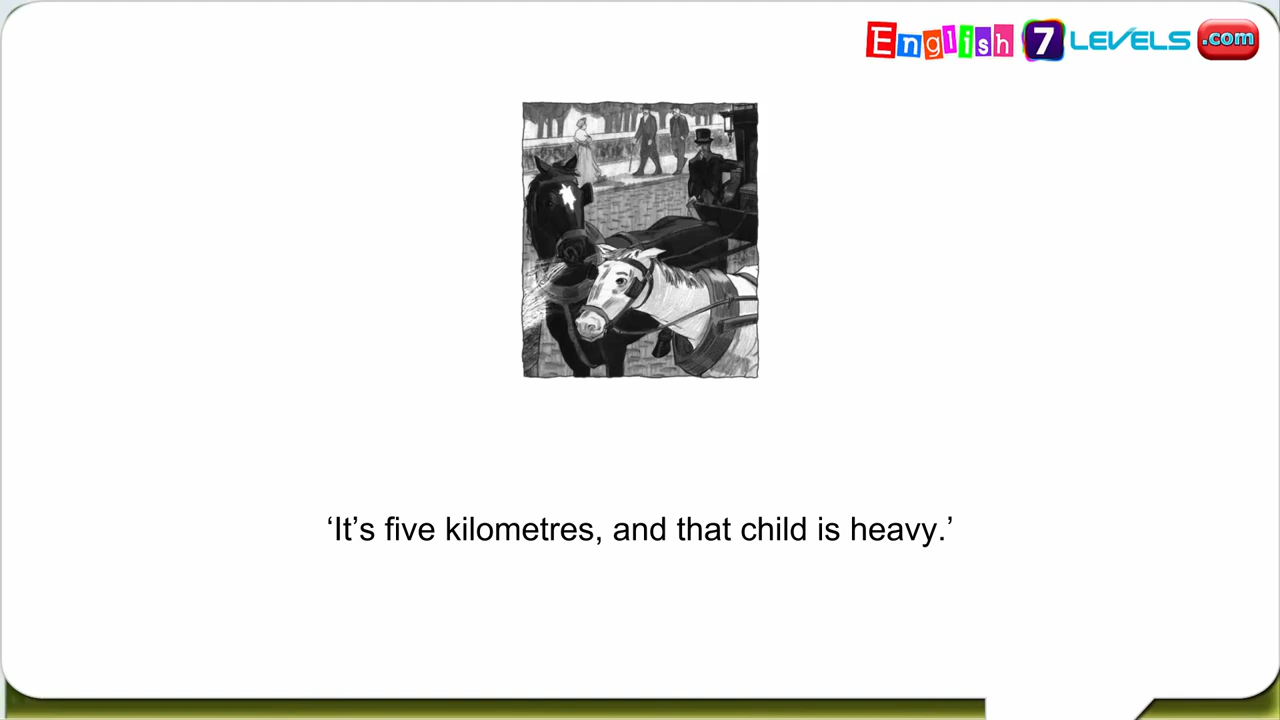 English 7 LEVELS .com
‘It’s five kilometres, and that child is heavy.’